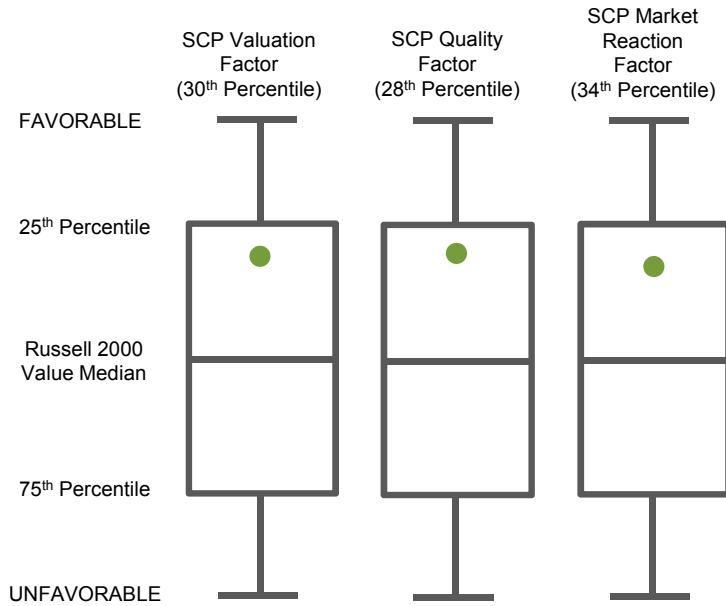 SCP Valuation
Factor
(30th Percentile)
SCP Quality
Factor
(28th Percentile)
SCP Market
Reaction
Factor
(34th Percentile)
FAVORABLE
25th Percentile
Russell 2000
Value Median
75th Percentile
UNFAVORABLE